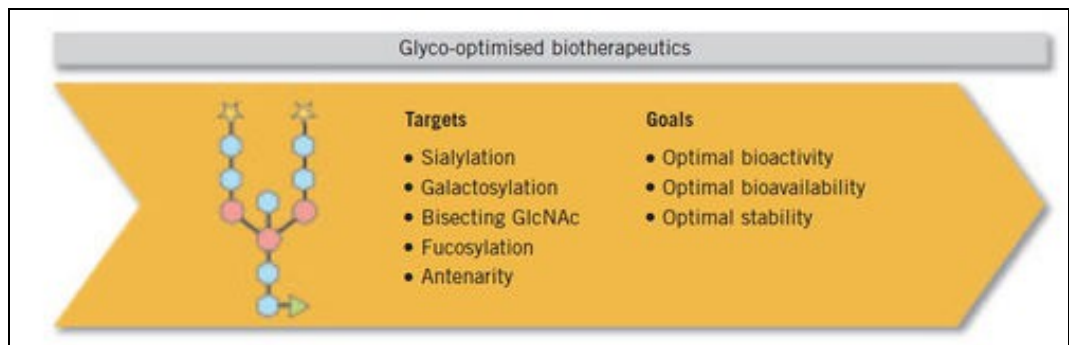 Glyco-optimised biotherapeutics
Targets
• Sialylation
• Galactosylation
• Bisecting GlcNAc
• Fucosylation
• Antenarity
Goals
• Optimal bioactivity
• Optimal bioavailability
• Optimal stability